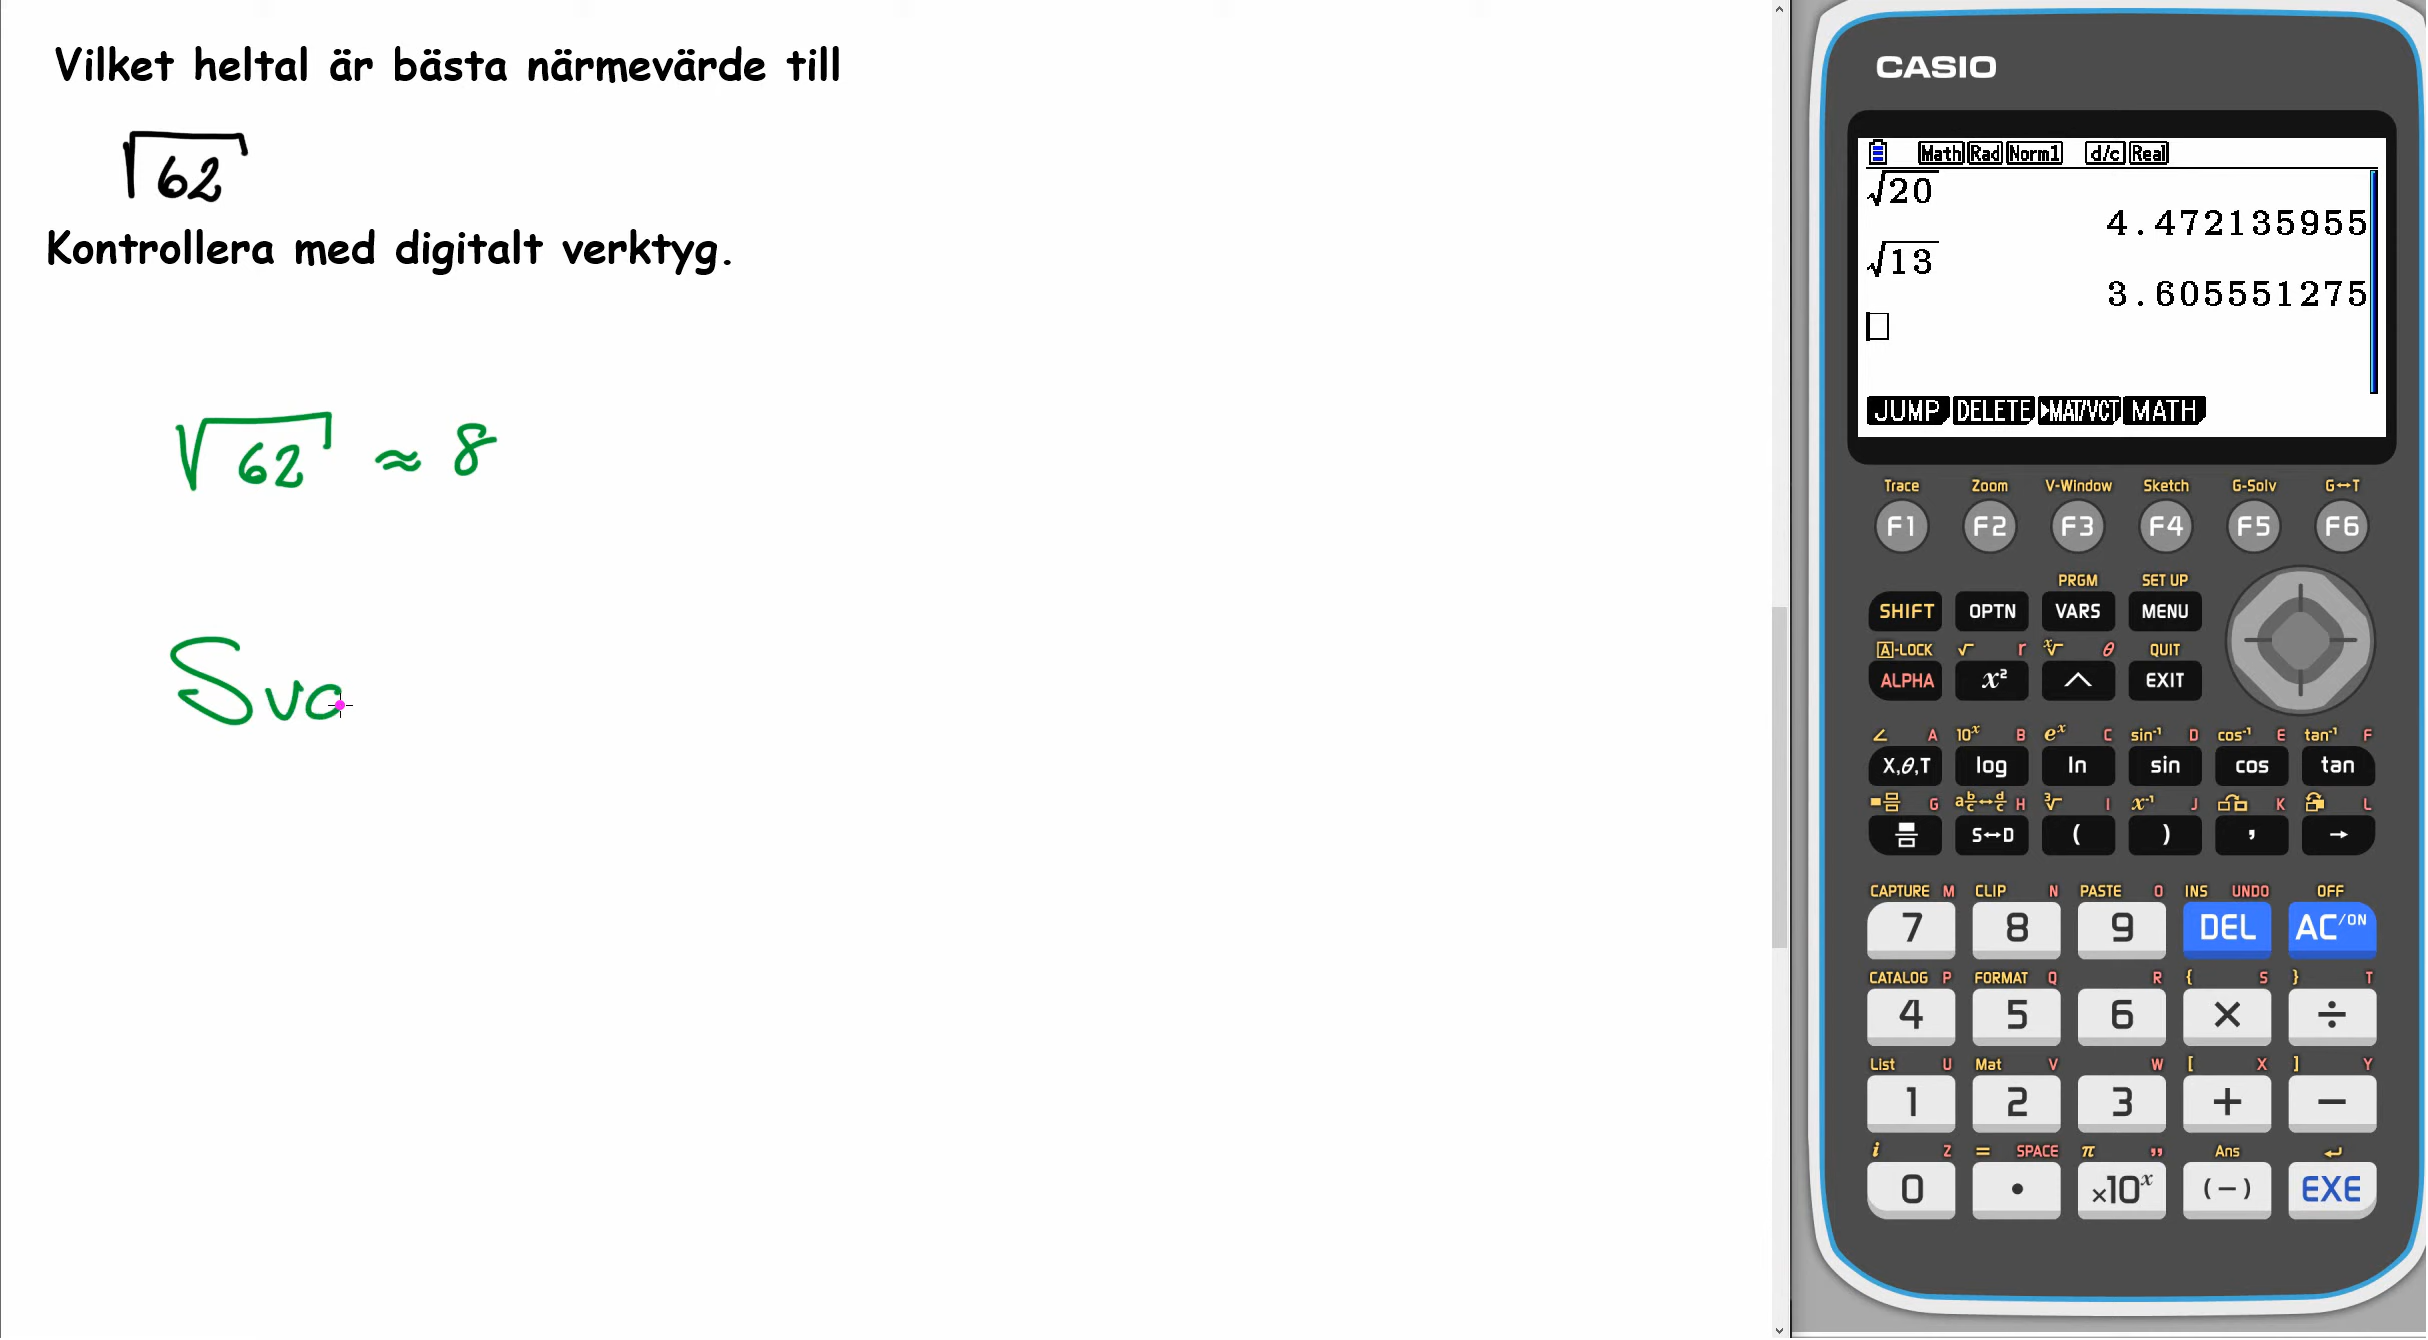 Vilket heltal är bästa närmevärde till
√62
Kontrollera med digitalt verktyg.
√62 ≈ 8
Sva
CASIO
Math Rad Norm1 d/c Real
√20
4.472135955
√13
3.605551275
JUMP DELETE ▶MAT/VCT MATH
Trace Zoom V-Window Sketch G-Solv G↔T
F1 F2 F3 F4 F5 F6
PRGM SET UP
SHIFT OPTN VARS MENU
A-LOCK √ r ˣ√ θ QUIT
ALPHA x² ^ EXIT
∠ A 10ˣ B eˣ C sin⁻¹ D cos⁻¹ E tan⁻¹ F
X,θ,T log ln sin cos tan
G a b/c↔d/c H ³√ I x⁻¹ J K L
S↔D ( ) , →
CAPTURE M CLIP N PASTE O INS UNDO OFF
7 8 9 DEL AC/ON
CATALOG P FORMAT Q R { S } T
4 5 6 × ÷
List U Mat V W [ X ] Y
1 2 3 + −
i Z = SPACE π " Ans ↵
0 • ×10ˣ (−) EXE